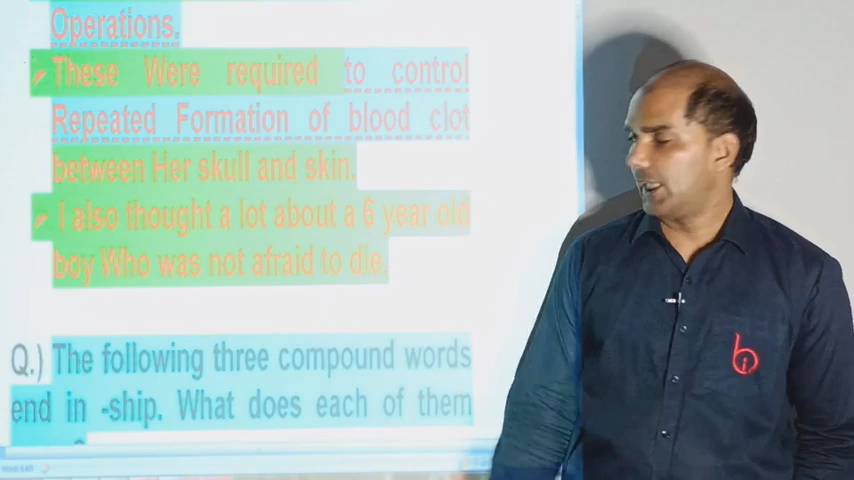 Operations.
These Were required to control
Repeated Formation of blood clot
between Her skull and skin.
I also thought a lot about a 6 year old
boy Who was not afraid to die.
Q.) The following three compound words
end in -ship. What does each of them